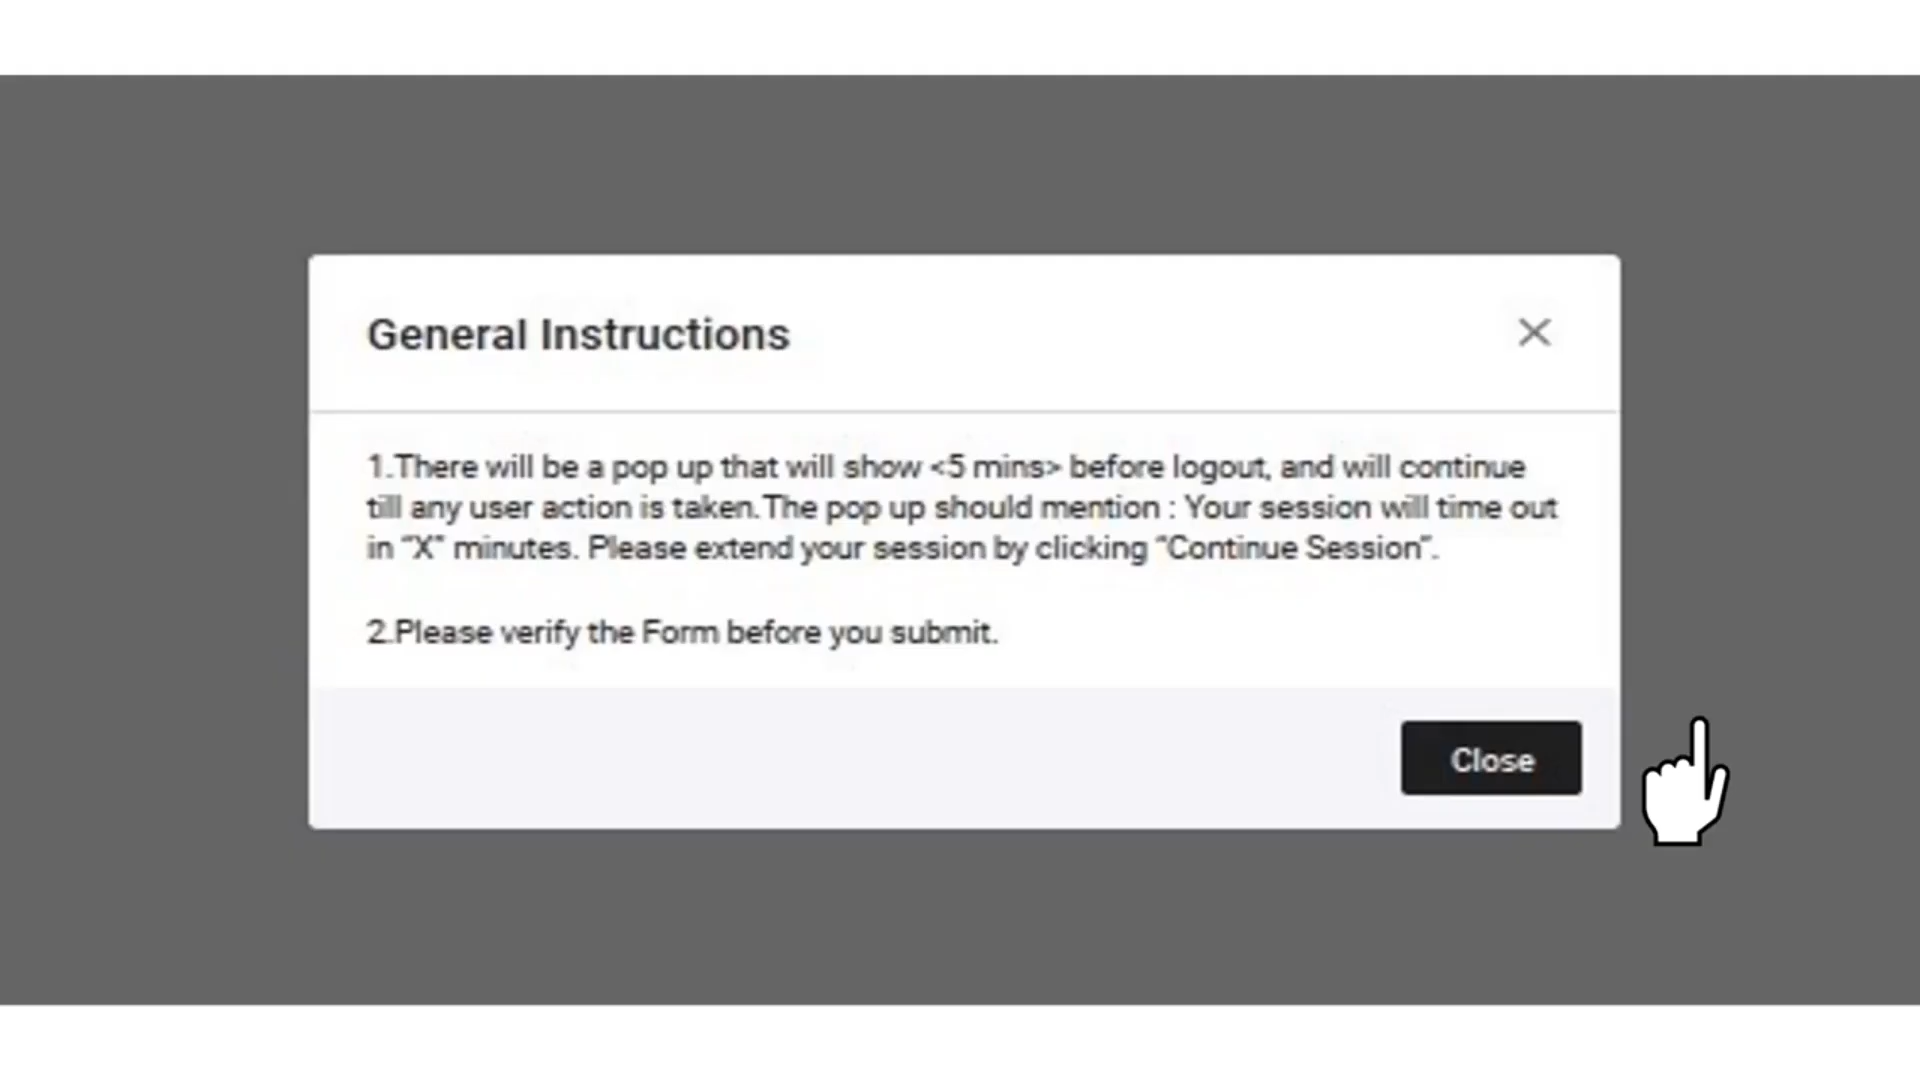 General Instructions
1.There will be a pop up that will show <5 mins> before logout, and will continue
till any user action is taken.The pop up should mention : Your session will time out
in “X” minutes. Please extend your session by clicking “Continue Session”.
2.Please verify the Form before you submit.
Close